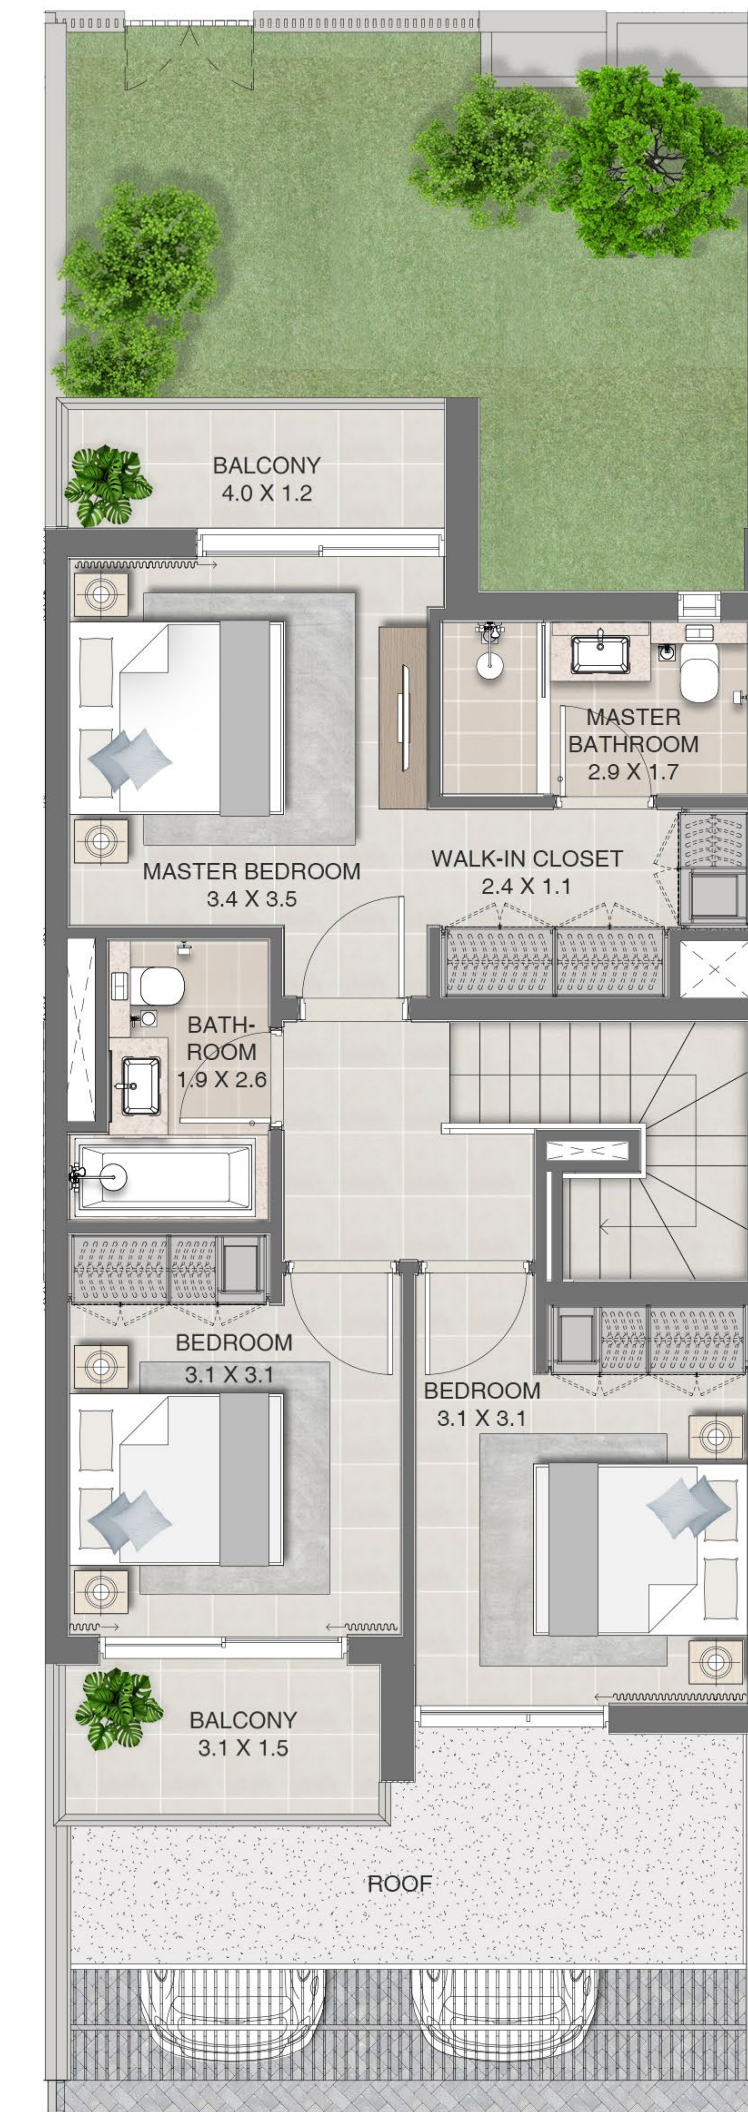 BALCONY
4.0 X 1.2
MASTER
BATHROOM
2.9 X 1.7
MASTER BEDROOM
3.4 X 3.5
WALK-IN CLOSET
2.4 X 1.1
BATH-
ROOM
1.9 X 2.6
BEDROOM
3.1 X 3.1
BEDROOM
3.1 X 3.1
BALCONY
3.1 X 1.5
ROOF